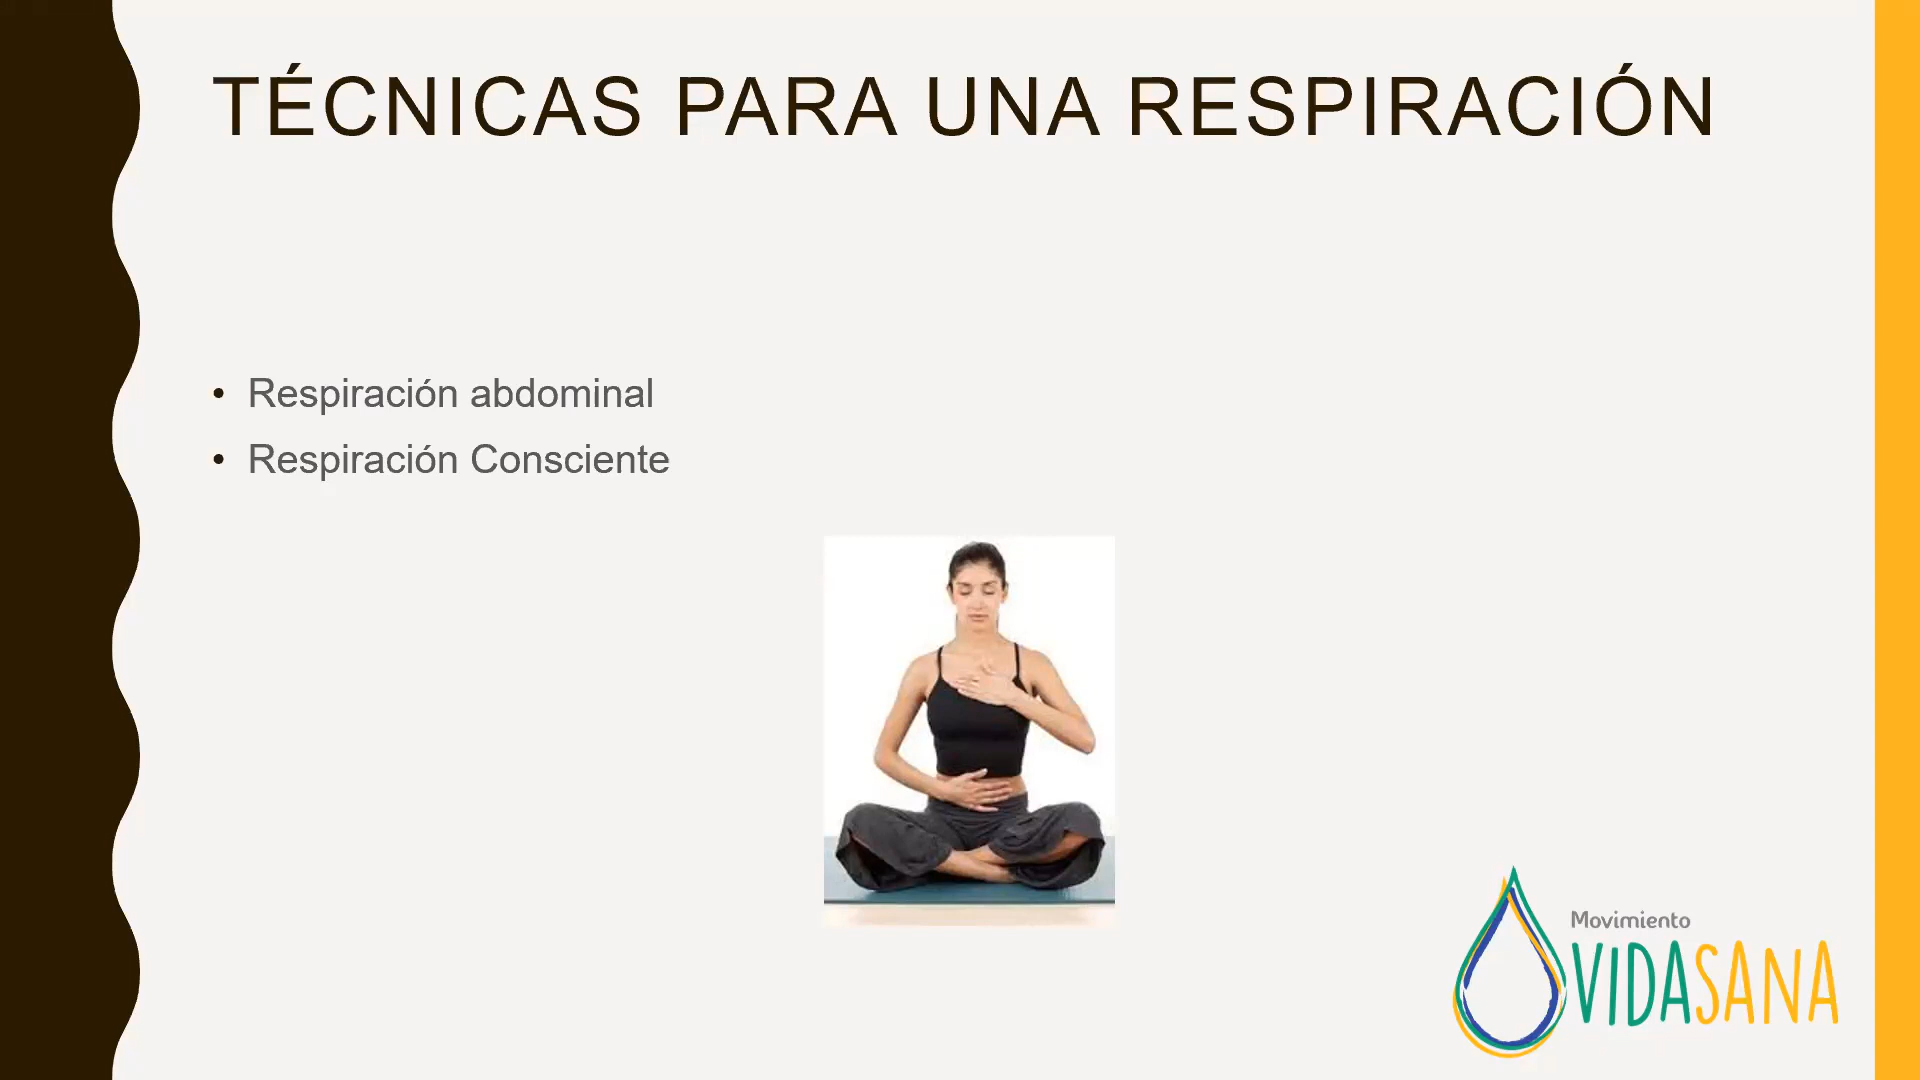 TÉCNICAS PARA UNA RESPIRACIÓN
• Respiración abdominal
• Respiración Consciente
Movimiento
VIDASANA